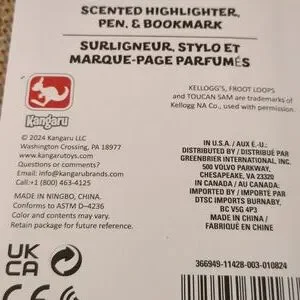 SCENTED HIGHLIGHTER,
PEN, & BOOKMARK
SURLIGNEUR, STYLO ET
MARQUE-PAGE PARFUMÉS
Kangaru
KELLOGG'S, FROOT LOOPS
and TOUCAN SAM are trademarks of
Kellogg NA Co., used with permission.
© 2024 Kangaru LLC
Washington Crossing, PA 18977
www.kangarutoys.com
Questions or comments?
Email: info@kangarubrands.com
Call:+1 (800) 463-4125
MADE IN NINGBO, CHINA.
Conforms to ASTM D-4236
Color and contents may vary.
Retain package for future reference.
IN U.S.A. / AUX É.-U.:
DISTRIBUTED BY / DISTRIBUÉ PAR
GREENBRIER INTERNATIONAL, INC.
500 VOLVO PARKWAY,
CHESAPEAKE, VA 23320
IN CANADA / AU CANADA:
IMPORTED BY / IMPORTÉ PAR
DTSC IMPORTS BURNABY,
BC V5G 4P3
MADE IN CHINA /
FABRIQUÉ EN CHINE
UK
CA
366949-11428-003-010824